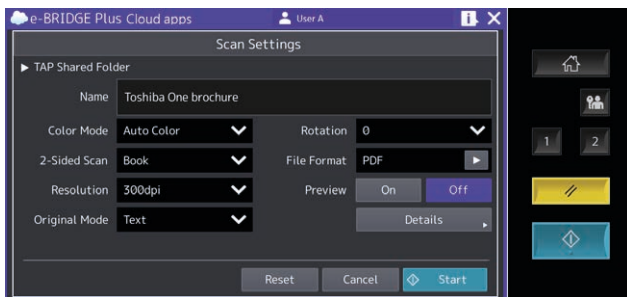 e-BRIDGE Plus Cloud apps User A i
Scan Settings
TAP Shared Folder
Name Toshiba One brochure
Color Mode Auto Color Rotation 0
2-Sided Scan Book File Format PDF
Resolution 300dpi Preview On Off
Original Mode Text Details
Reset Cancel Start
1 2